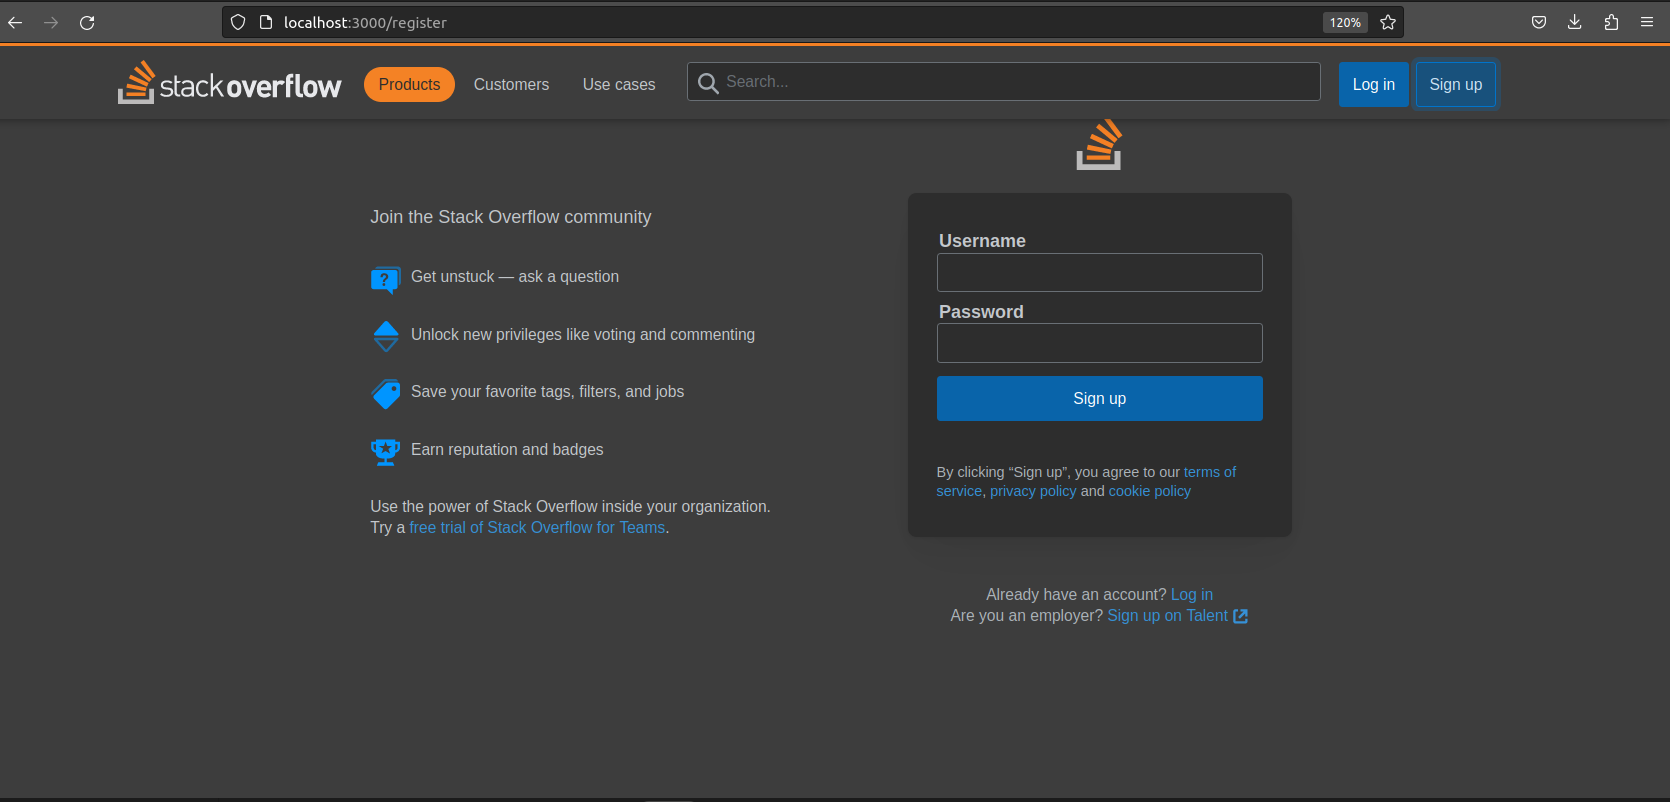 localhost:3000/register
120%
stack overflow
Products
Customers
Use cases
Search...
Log in
Sign up
Join the Stack Overflow community
?
Get unstuck — ask a question
Unlock new privileges like voting and commenting
Save your favorite tags, filters, and jobs
Earn reputation and badges
Use the power of Stack Overflow inside your organization.
Try a free trial of Stack Overflow for Teams.
Username
Password
Sign up
By clicking “Sign up”, you agree to our terms of
service, privacy policy and cookie policy
Already have an account? Log in
Are you an employer? Sign up on Talent